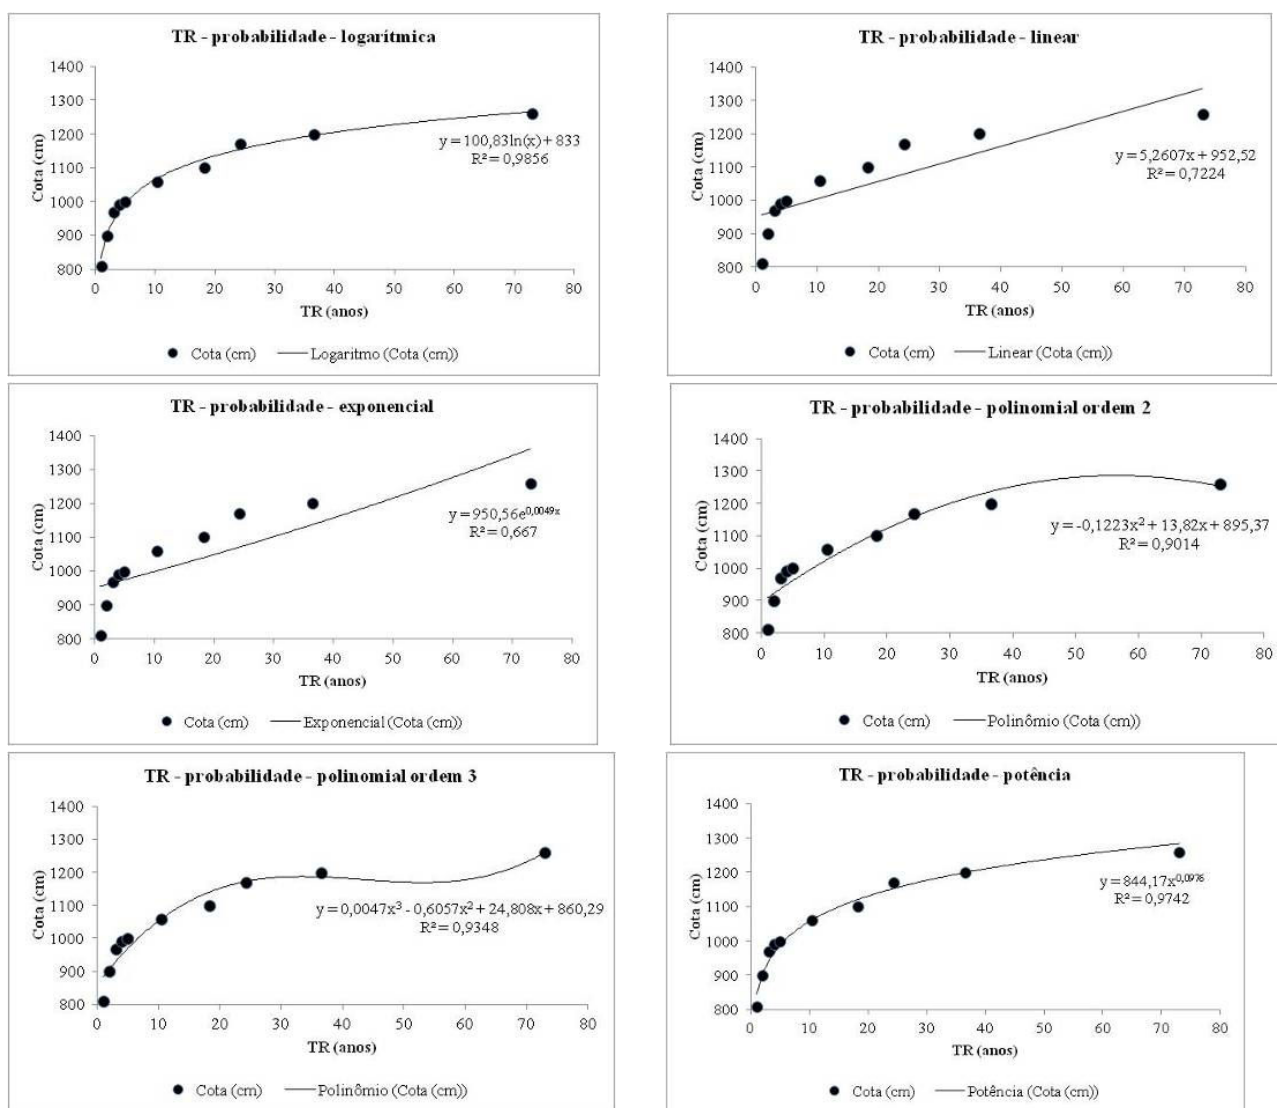 TR - probabilidade - logarítmica
1400
1300
1200
1100
1000
900
800
Cota (cm)
y = 100,83ln(x) + 833
R² = 0,9856
0 10 20 30 40 50 60 70 80
TR (anos)
Cota (cm) Logaritmo (Cota (cm))
TR - probabilidade - linear
1400
1300
1200
1100
1000
900
800
Cota (cm)
y = 5,2607x + 952,52
R² = 0,7224
0 10 20 30 40 50 60 70 80
TR (anos)
Cota (cm) Linear (Cota (cm))
TR - probabilidade - exponencial
1400
1300
1200
1100
1000
900
800
Cota (cm)
y = 950,56e^0,0049x
R² = 0,667
0 10 20 30 40 50 60 70 80
TR (anos)
Cota (cm) Exponencial (Cota (cm))
TR - probabilidade - polinomial ordem 2
1400
1300
1200
1100
1000
900
800
Cota (cm)
y = -0,1223x² + 13,82x + 895,37
R² = 0,9014
0 10 20 30 40 50 60 70 80
TR (anos)
Cota (cm) Polinômio (Cota (cm))
TR - probabilidade - polinomial ordem 3
1400
1300
1200
1100
1000
900
800
Cota (cm)
y = 0,0047x³ - 0,6057x² + 24,808x + 860,29
R² = 0,9348
0 10 20 30 40 50 60 70 80
TR (anos)
Cota (cm) Polinômio (Cota (cm))
TR - probabilidade - potência
1400
1300
1200
1100
1000
900
800
Cota (cm)
y = 844,17x^0,0976
R² = 0,9742
0 10 20 30 40 50 60 70 80
TR (anos)
Cota (cm) Potência (Cota (cm))